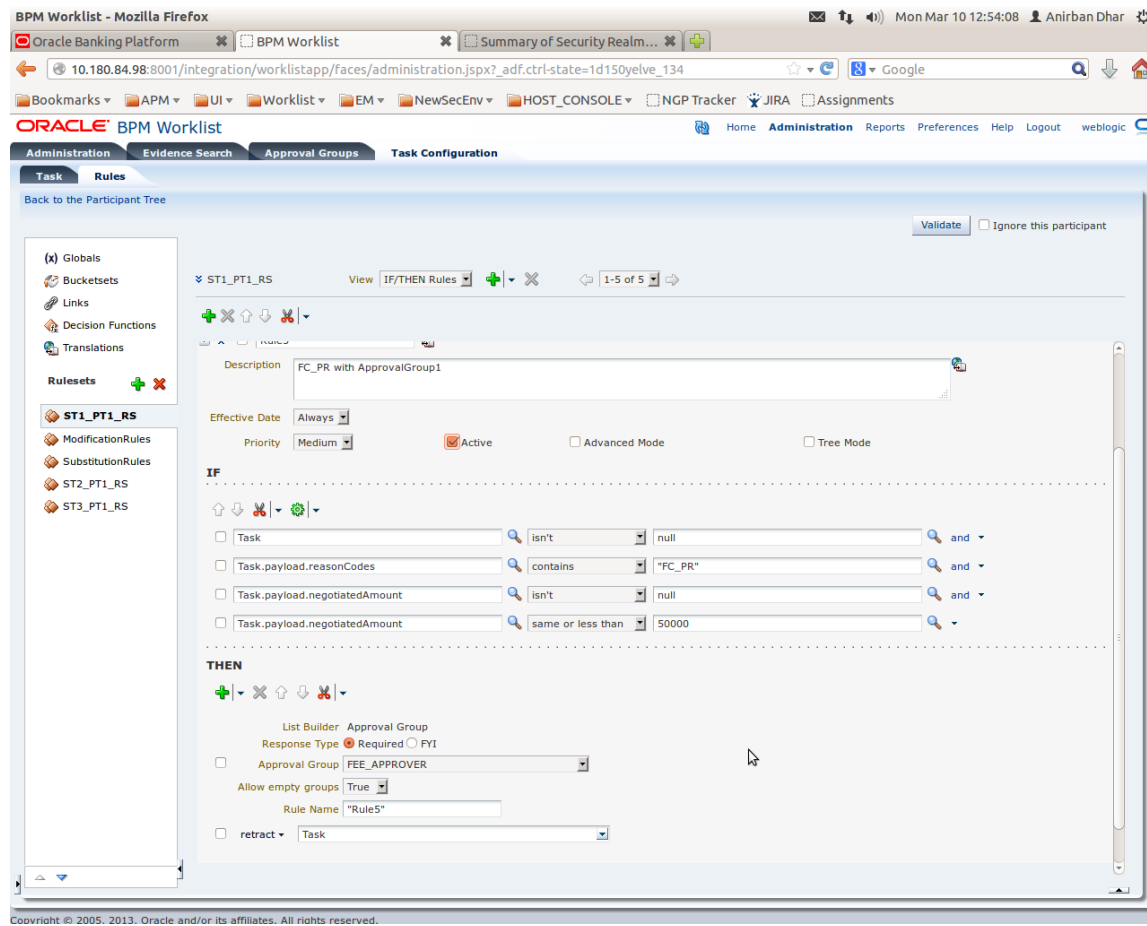 BPM Worklist - Mozilla Firefox
Mon Mar 10 12:54:08 Anirban Dhar
Oracle Banking Platform BPM Worklist Summary of Security Realm...
10.180.84.98:8001/integration/worklistapp/faces/administration.jspx?_adf.ctrl-state=1d150yelve_134 Google
Bookmarks APM UI Worklist EM NewSecEnv HOST_CONSOLE NGP Tracker JIRA Assignments
ORACLE BPM Worklist Home Administration Reports Preferences Help Logout weblogic
Administration Evidence Search Approval Groups Task Configuration
Task Rules
Back to the Participant Tree
Validate Ignore this participant
(x) Globals
Bucketsets
Links
Decision Functions
Translations
Rulesets
ST1_PT1_RS
ModificationRules
SubstitutionRules
ST2_PT1_RS
ST3_PT1_RS
ST1_PT1_RS View IF/THEN Rules 1-5 of 5
Rule5
Description FC_PR with ApprovalGroup1
Effective Date Always
Priority Medium Active Advanced Mode Tree Mode
IF
Task isn't null and
Task.payload.reasonCodes contains "FC_PR" and
Task.payload.negotiatedAmount isn't null and
Task.payload.negotiatedAmount same or less than 50000
THEN
List Builder Approval Group
Response Type Required FYI
Approval Group FEE_APPROVER
Allow empty groups True
Rule Name "Rule5"
retract Task
Copyright © 2005, 2013, Oracle and/or its affiliates. All rights reserved.